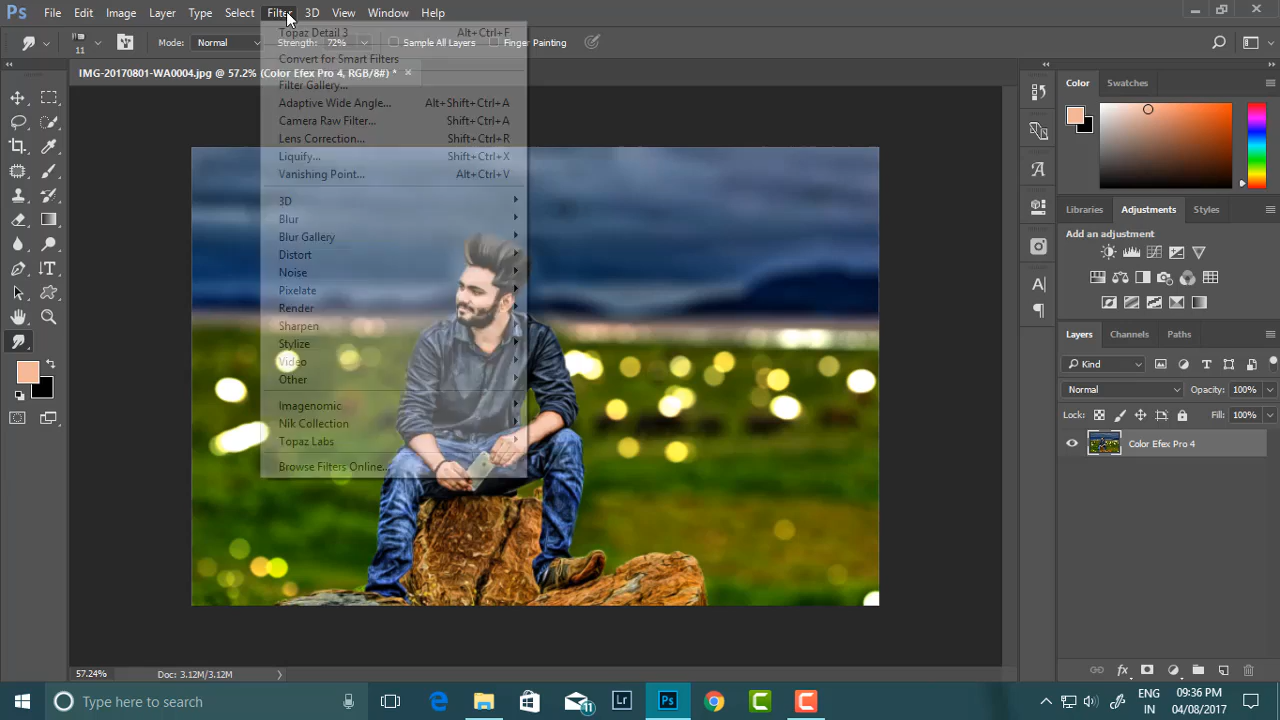 Ps File Edit Image Layer Type Select Filter 3D View Window Help
11 Mode: Normal Strength: 72% Sample All Layers Finger Painting
IMG-20170801-WA0004.jpg @ 57.2% (Color Efex Pro 4, RGB/8#) * ×
Topaz Detail 3 Alt+Ctrl+F
Convert for Smart Filters
Filter Gallery...
Adaptive Wide Angle... Alt+Shift+Ctrl+A
Camera Raw Filter... Shift+Ctrl+A
Lens Correction... Shift+Ctrl+R
Liquify... Shift+Ctrl+X
Vanishing Point... Alt+Ctrl+V
3D
Blur
Blur Gallery
Distort
Noise
Pixelate
Render
Sharpen
Stylize
Video
Other
Imagenomic
Nik Collection
Topaz Labs
Browse Filters Online...
Color Swatches
Libraries Adjustments Styles
Add an adjustment
Layers Channels Paths
Kind
Normal Opacity: 100%
Lock: Fill: 100%
Color Efex Pro 4
57.24% Doc: 3.12M/3.12M
Type here to search
11
Lr
Ps
ENG
IN
09:36 PM
04/08/2017